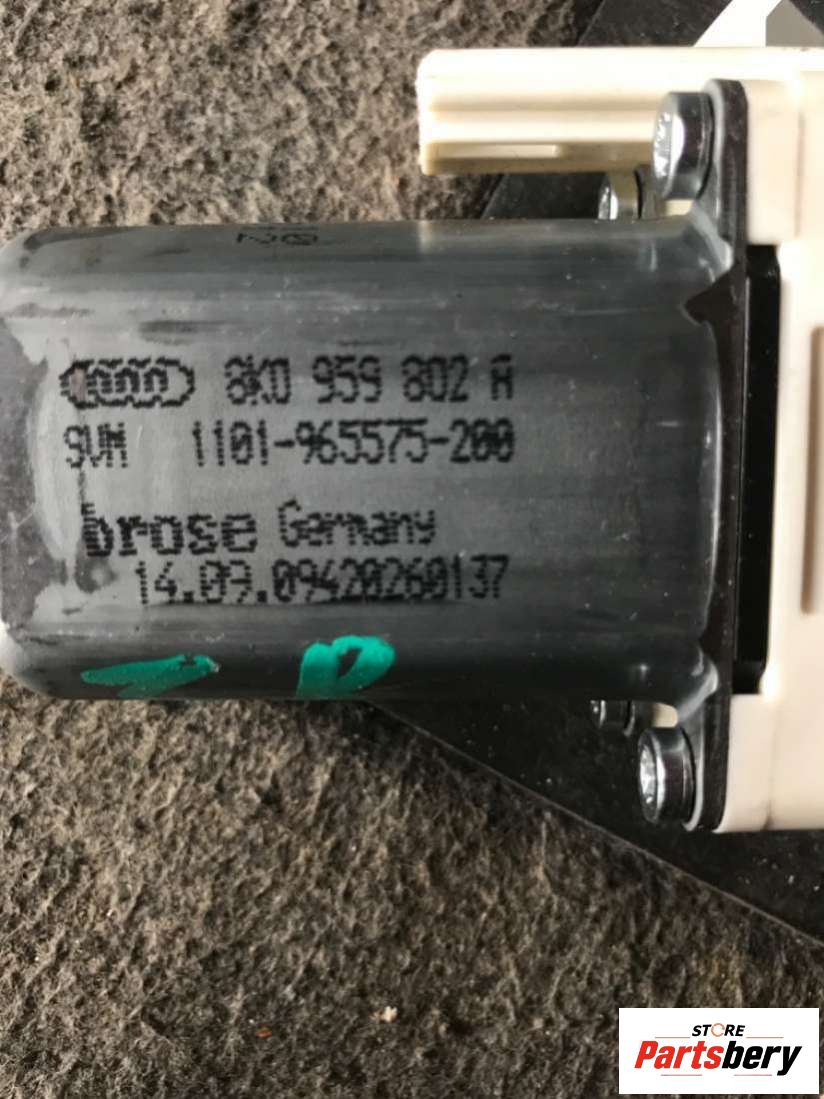 8K0 959 802 A
9VM 1101-965575-200
brose Germany
14.09.09420260137
STORE
Partsbery